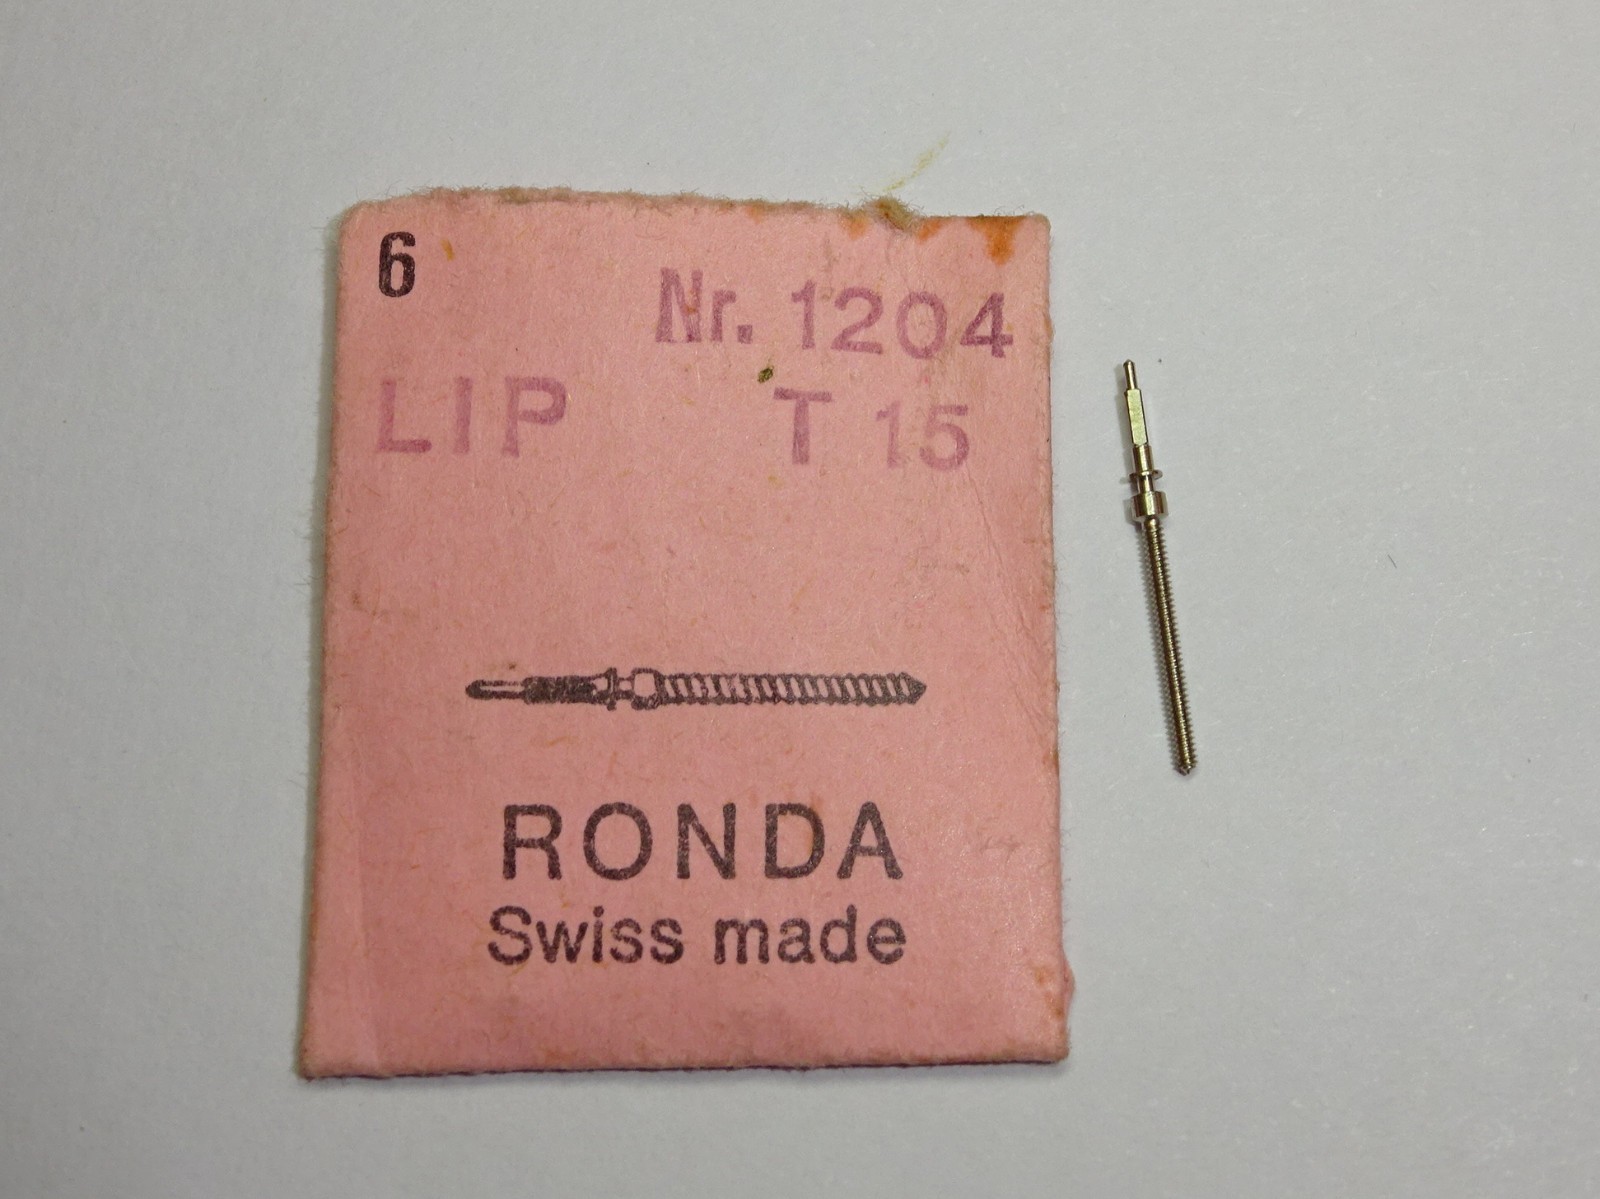 6
Nr. 1204
LIP T 15
RONDA
Swiss made